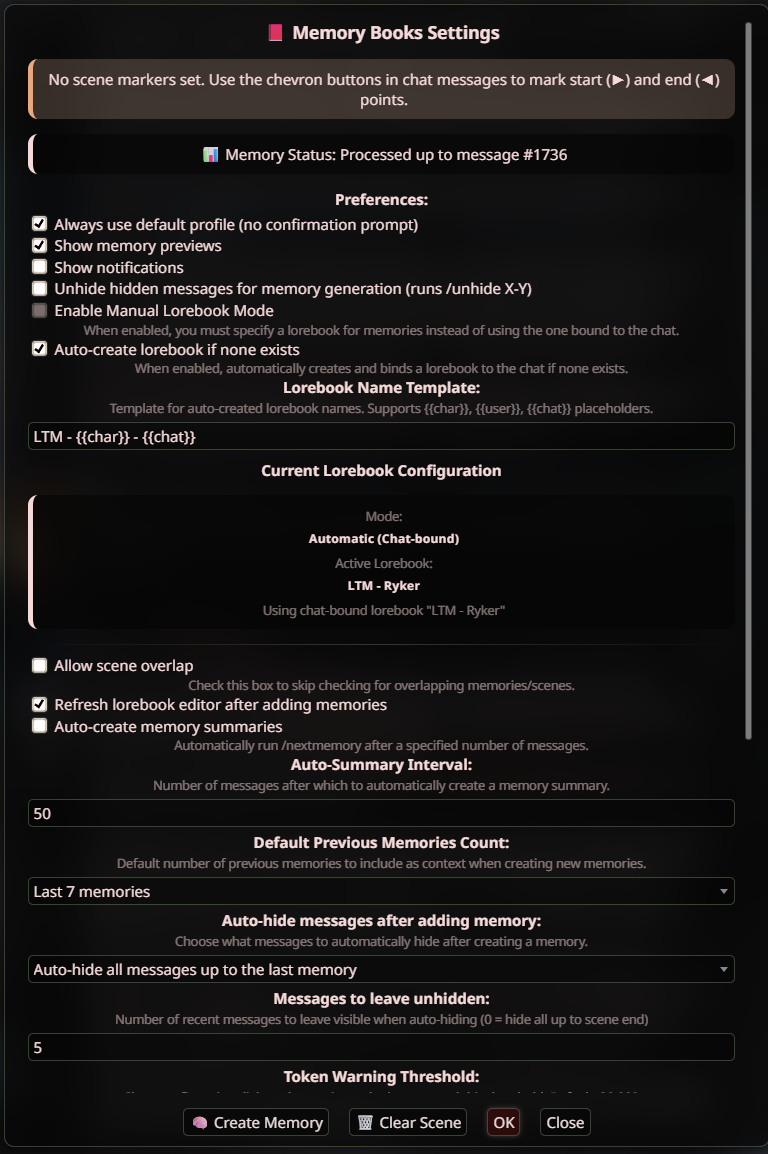 📕 Memory Books Settings
No scene markers set. Use the chevron buttons in chat messages to mark start (►) and end (◄)
points.
📊 Memory Status: Processed up to message #1736
Preferences:
Always use default profile (no confirmation prompt)
Show memory previews
Show notifications
Unhide hidden messages for memory generation (runs /unhide X-Y)
Enable Manual Lorebook Mode
When enabled, you must specify a lorebook for memories instead of using the one bound to the chat.
Auto-create lorebook if none exists
When enabled, automatically creates and binds a lorebook to the chat if none exists.
Lorebook Name Template:
Template for auto-created lorebook names. Supports {{char}}, {{user}}, {{chat}} placeholders.
LTM - {{char}} - {{chat}}
Current Lorebook Configuration
Mode:
Automatic (Chat-bound)
Active Lorebook:
LTM - Ryker
Using chat-bound lorebook "LTM - Ryker"
Allow scene overlap
Check this box to skip checking for overlapping memories/scenes.
Refresh lorebook editor after adding memories
Auto-create memory summaries
Automatically run /nextmemory after a specified number of messages.
Auto-Summary Interval:
Number of messages after which to automatically create a memory summary.
50
Default Previous Memories Count:
Default number of previous memories to include as context when creating new memories.
Last 7 memories
Auto-hide messages after adding memory:
Choose what messages to automatically hide after creating a memory.
Auto-hide all messages up to the last memory
Messages to leave unhidden:
Number of recent messages to leave visible when auto-hiding (0 = hide all up to scene end)
5
Token Warning Threshold:
🧠 Create Memory
🗑️ Clear Scene
OK
Close